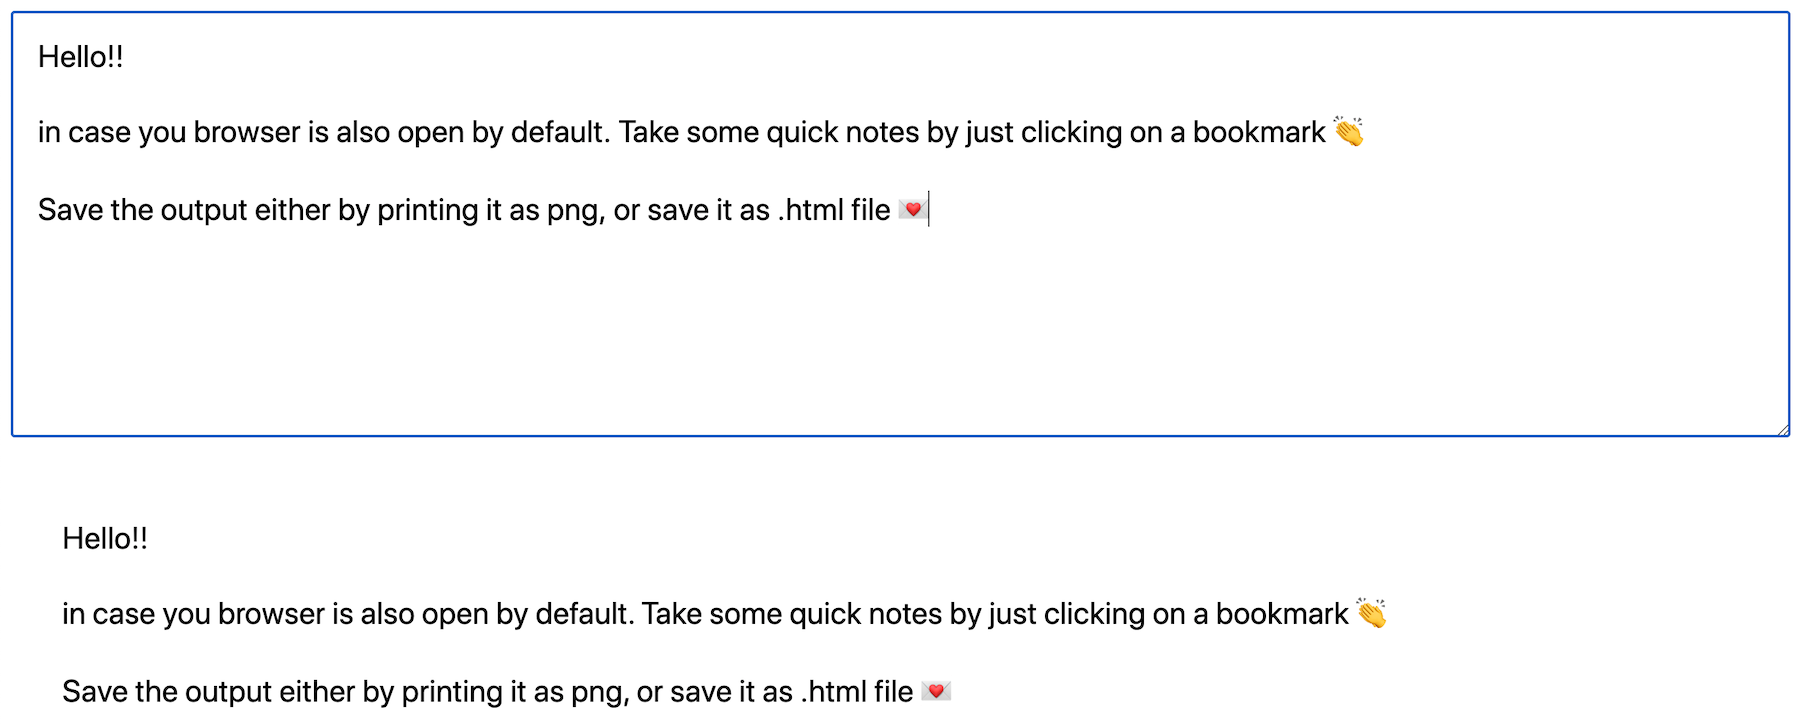 Hello!!
in case you browser is also open by default. Take some quick notes by just clicking on a bookmark 👏
Save the output either by printing it as png, or save it as .html file 💌
Hello!!
in case you browser is also open by default. Take some quick notes by just clicking on a bookmark 👏
Save the output either by printing it as png, or save it as .html file 💌